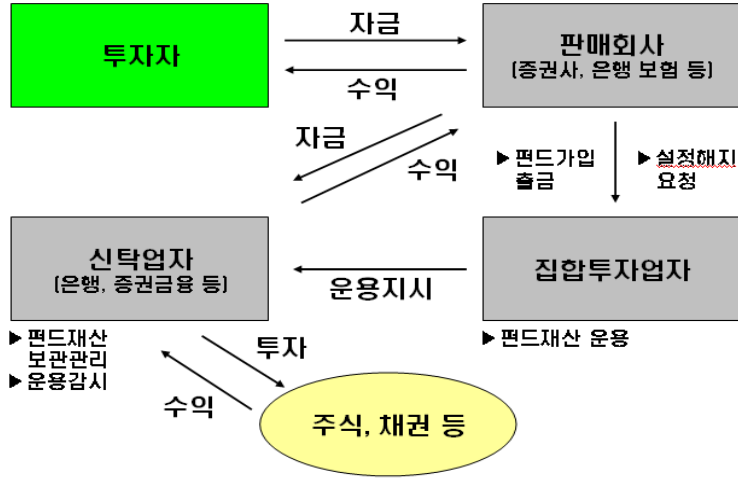 투자자
자금
수익
판매회사
(증권사, 은행 보험 등)
자금
수익
▶ 펀드가입
출금
▶ 설정해지
요청
신탁업자
(은행, 증권금융 등)
운용지시
집합투자업자
▶ 펀드재산
보관관리
▶ 운용감시
투자
수익
▶ 펀드재산 운용
주식, 채권 등